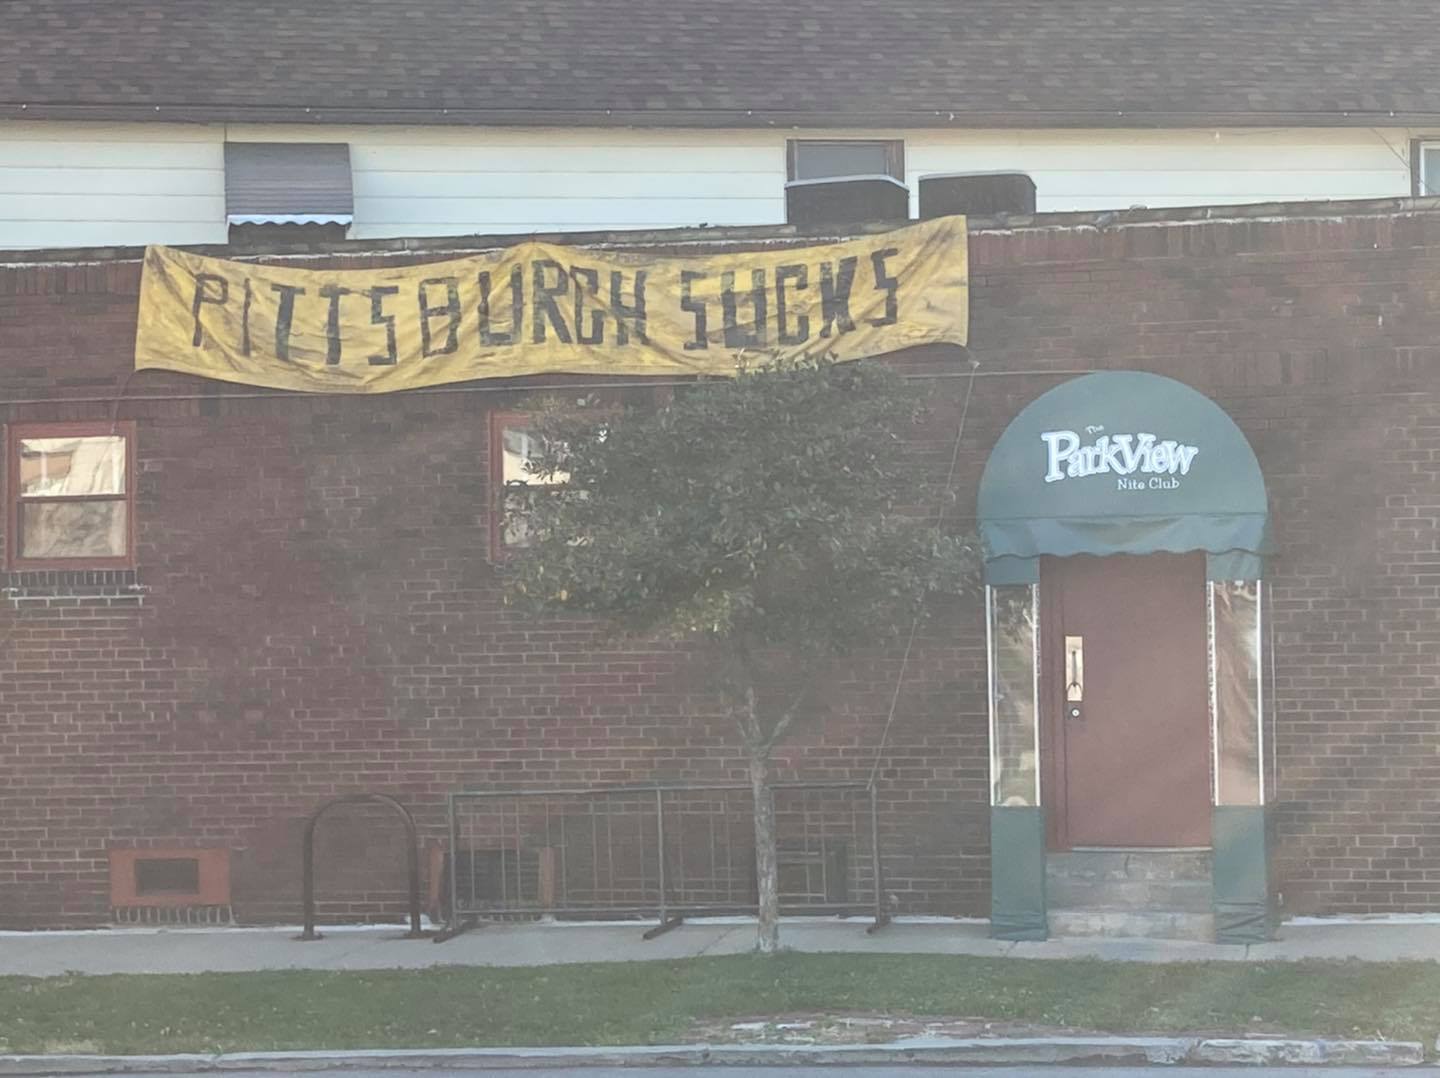 PITTSBURGH SUCKS
The
ParkView
Nite Club